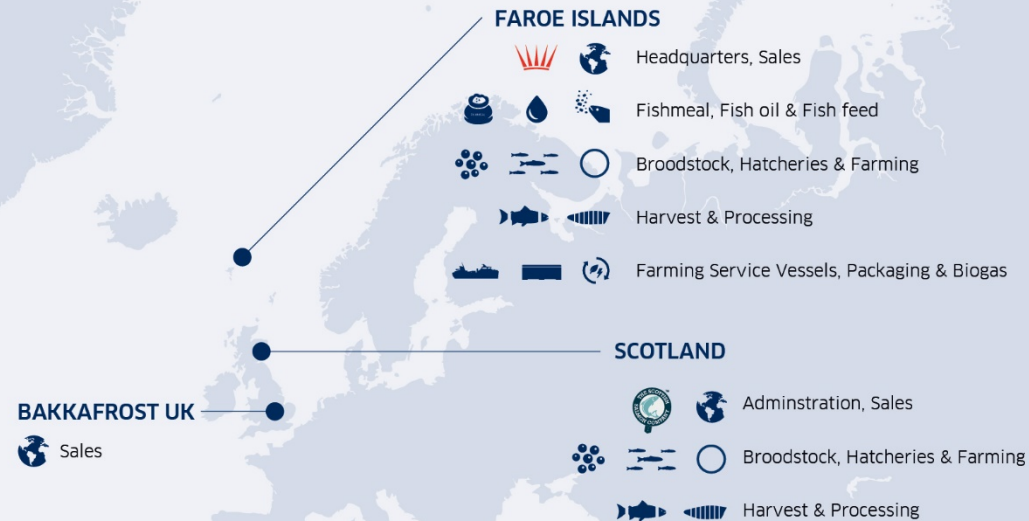 FAROE ISLANDS
Headquarters, Sales
Fishmeal, Fish oil & Fish feed
Broodstock, Hatcheries & Farming
Harvest & Processing
Farming Service Vessels, Packaging & Biogas
SCOTLAND
Adminstration, Sales
Broodstock, Hatcheries & Farming
Harvest & Processing
BAKKAFROST UK
Sales